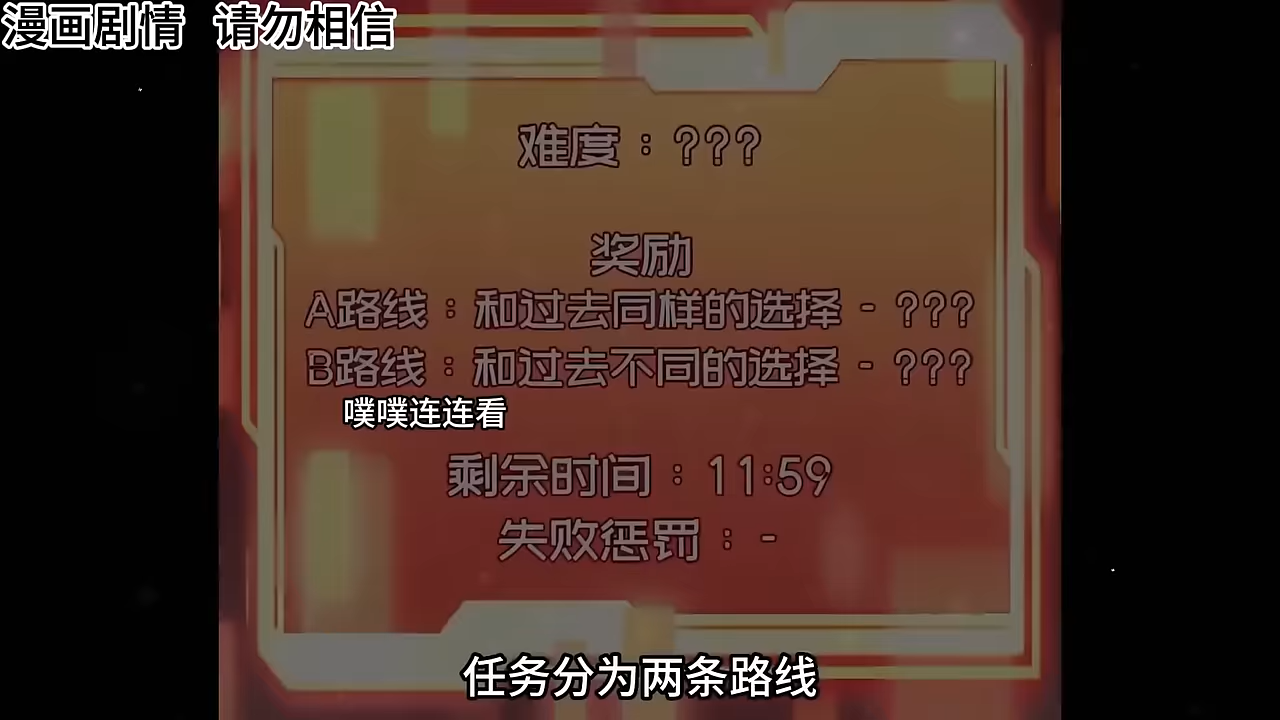 漫画剧情 请勿相信
难度：???
奖励
A路线：和过去同样的选择 - ???
B路线：和过去不同的选择 - ???
噗噗连连看
剩余时间：11:59
失败惩罚：-
任务分为两条路线